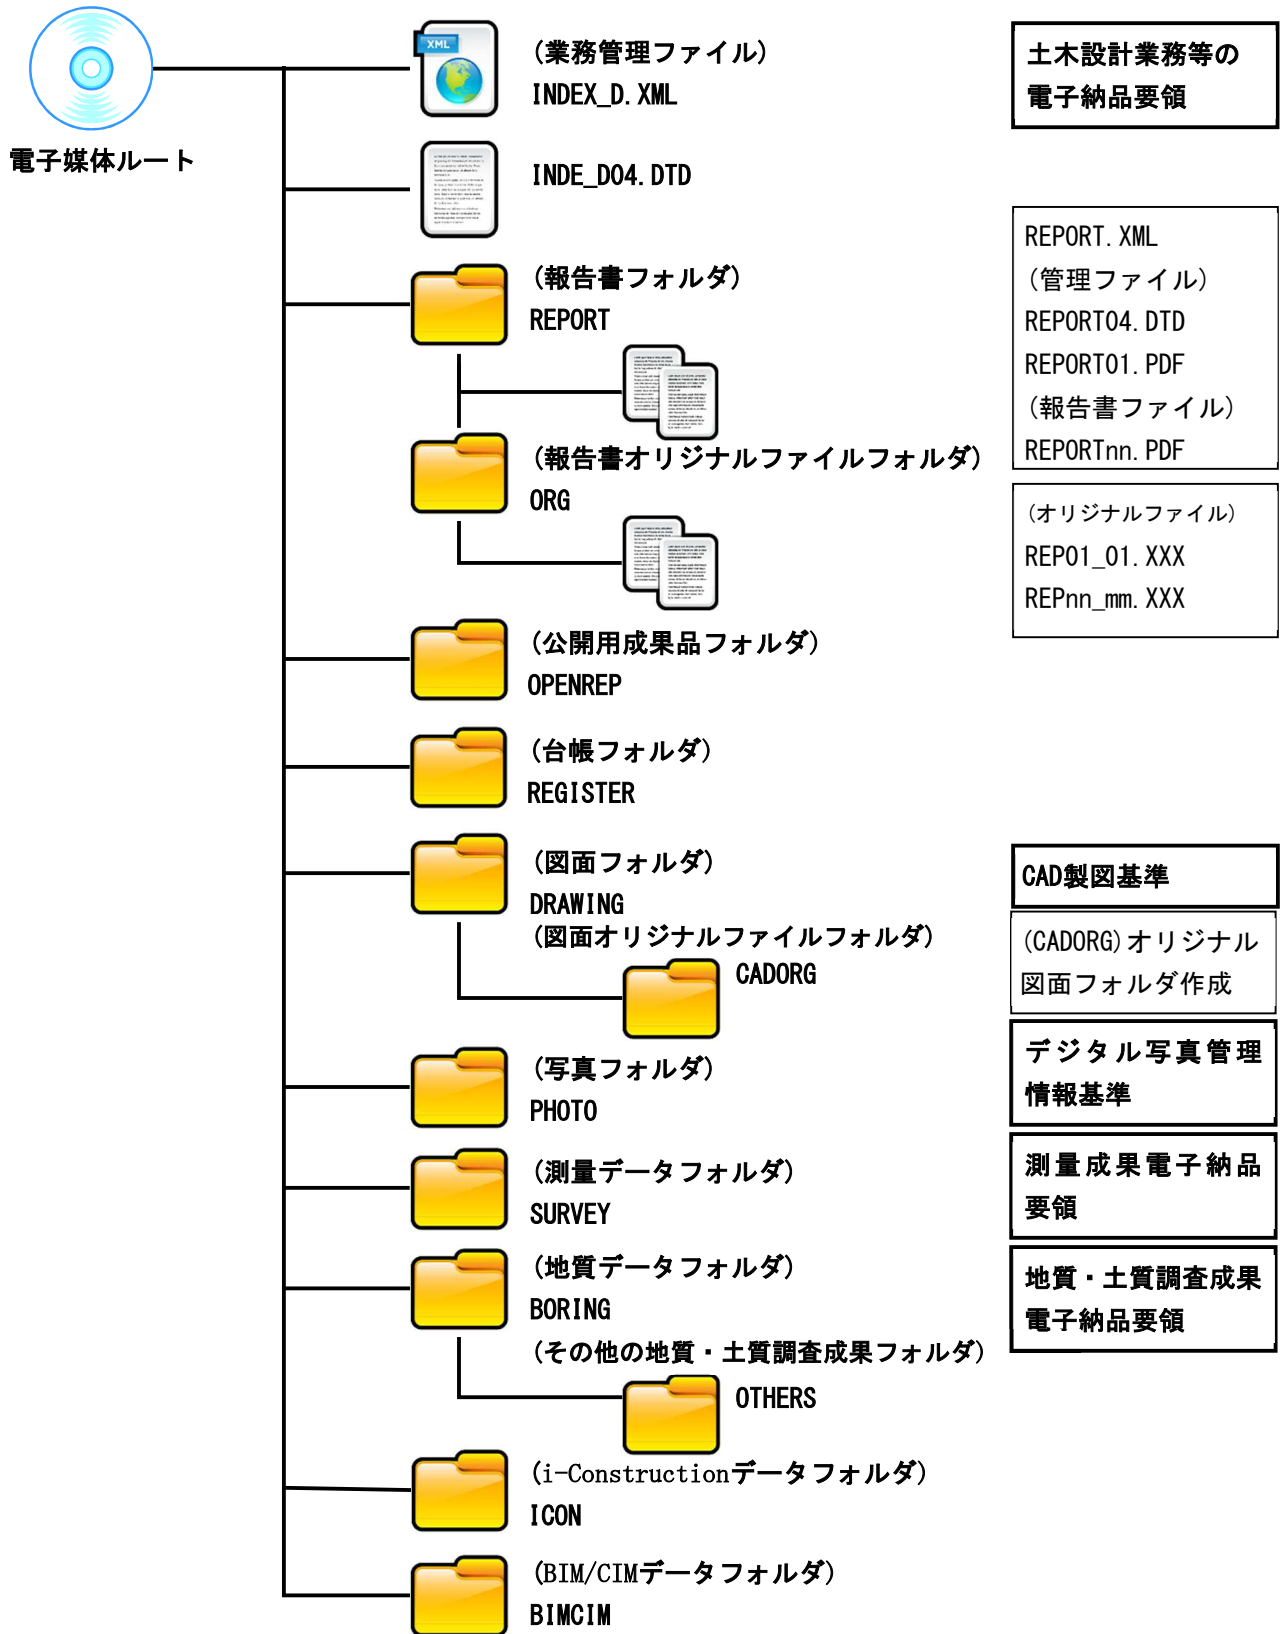 XML
(業務管理ファイル)
INDEX_D.XML
土木設計業務等の
電子納品要領
電子媒体ルート
INDE_D04.DTD
(報告書フォルダ)
REPORT
REPORT.XML
(管理ファイル)
REPORT04.DTD
REPORT01.PDF
(報告書ファイル)
REPORTnn.PDF
(報告書オリジナルファイルフォルダ)
ORG
(オリジナルファイル)
REP01_01.XXX
REPnn_mm.XXX
(公開用成果品フォルダ)
OPENREP
(台帳フォルダ)
REGISTER
(図面フォルダ)
DRAWING
CAD製図基準
(図面オリジナルファイルフォルダ)
CADORG
(CADORG)オリジナル
図面フォルダ作成
(写真フォルダ)
PHOTO
デジタル写真管理
情報基準
(測量データフォルダ)
SURVEY
測量成果電子納品
要領
(地質データフォルダ)
BORING
地質・土質調査成果
電子納品要領
(その他の地質・土質調査成果フォルダ)
OTHERS
(i-Constructionデータフォルダ)
ICON
(BIM/CIMデータフォルダ)
BIMCIM